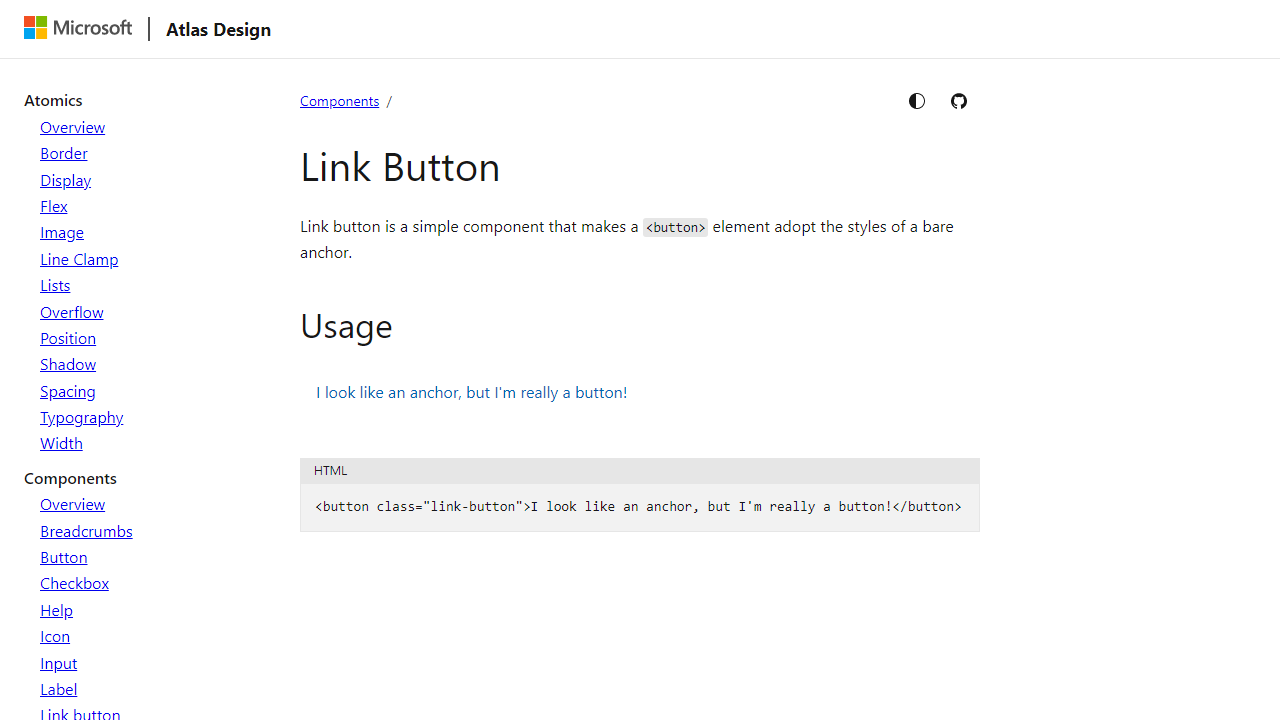 Microsoft
Atlas Design
Atomics
Overview
Border
Display
Flex
Image
Line Clamp
Lists
Overflow
Position
Shadow
Spacing
Typography
Width
Components
Overview
Breadcrumbs
Button
Checkbox
Help
Icon
Input
Label
Link button
Components /
Link Button
Link button is a simple component that makes a <button> element adopt the styles of a bare
anchor.
Usage
I look like an anchor, but I'm really a button!
HTML
<button class="link-button">I look like an anchor, but I'm really a button!</button>